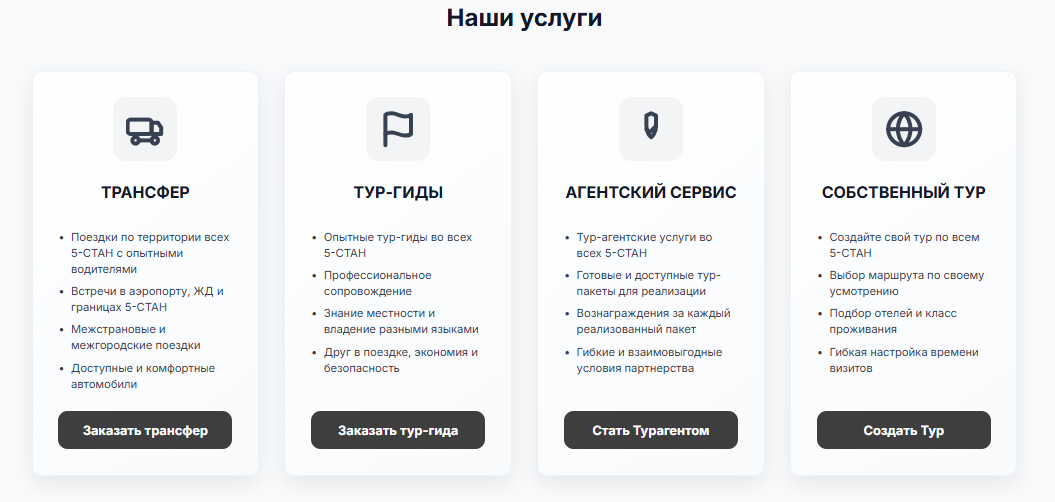 Наши услуги
ТРАНСФЕР
• Поездки по территории всех
5-СТАН с опытными
водителями
• Встречи в аэропорту, ЖД и
границах 5-СТАН
• Межстрановые и
межгородские поездки
• Доступные и комфортные
автомобили
Заказать трансфер
ТУР-ГИДЫ
• Опытные тур-гиды во всех
5-СТАН
• Профессиональное
сопровождение
• Знание местности и
владение разными языками
• Друг в поездке, экономия и
безопасность
Заказать тур-гида
АГЕНТСКИЙ СЕРВИС
• Тур-агентские услуги во
всех 5-СТАН
• Готовые и доступные тур-
пакеты для реализации
• Вознаграждения за каждый
реализованный пакет
• Гибкие и взаимовыгодные
условия партнерства
Стать Турагентом
СОБСТВЕННЫЙ ТУР
• Создайте свой тур по всем
5-СТАН
• Выбор маршрута по своему
усмотрению
• Подбор отелей и класс
проживания
• Гибкая настройка времени
визитов
Создать Тур